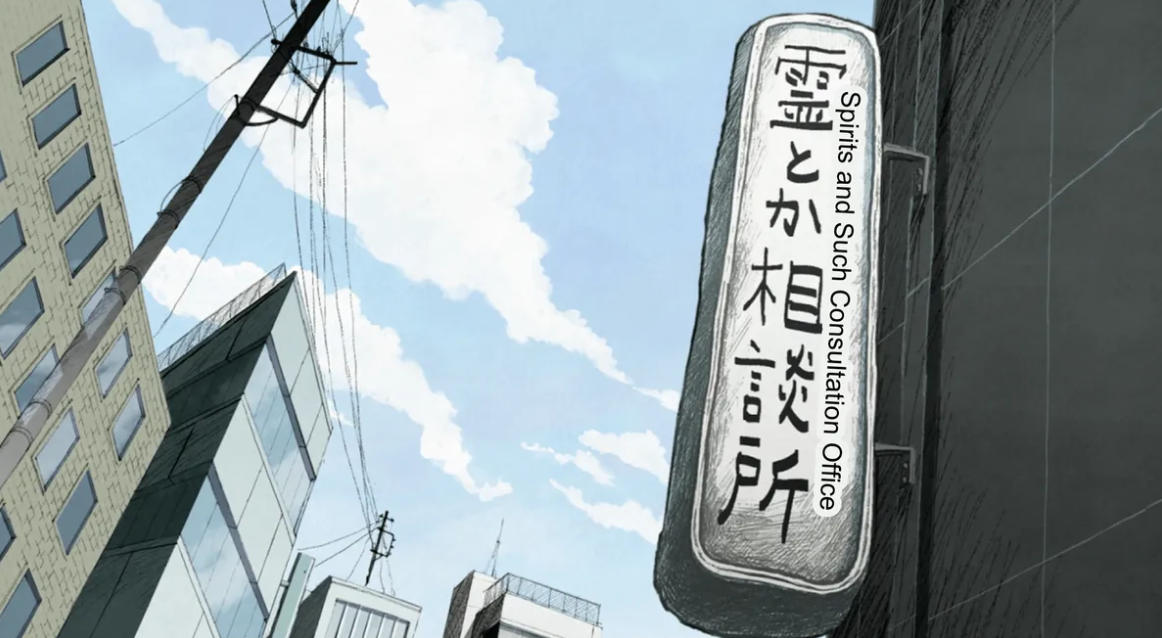 霊とか相談所
Spirits and Such Consultation Office